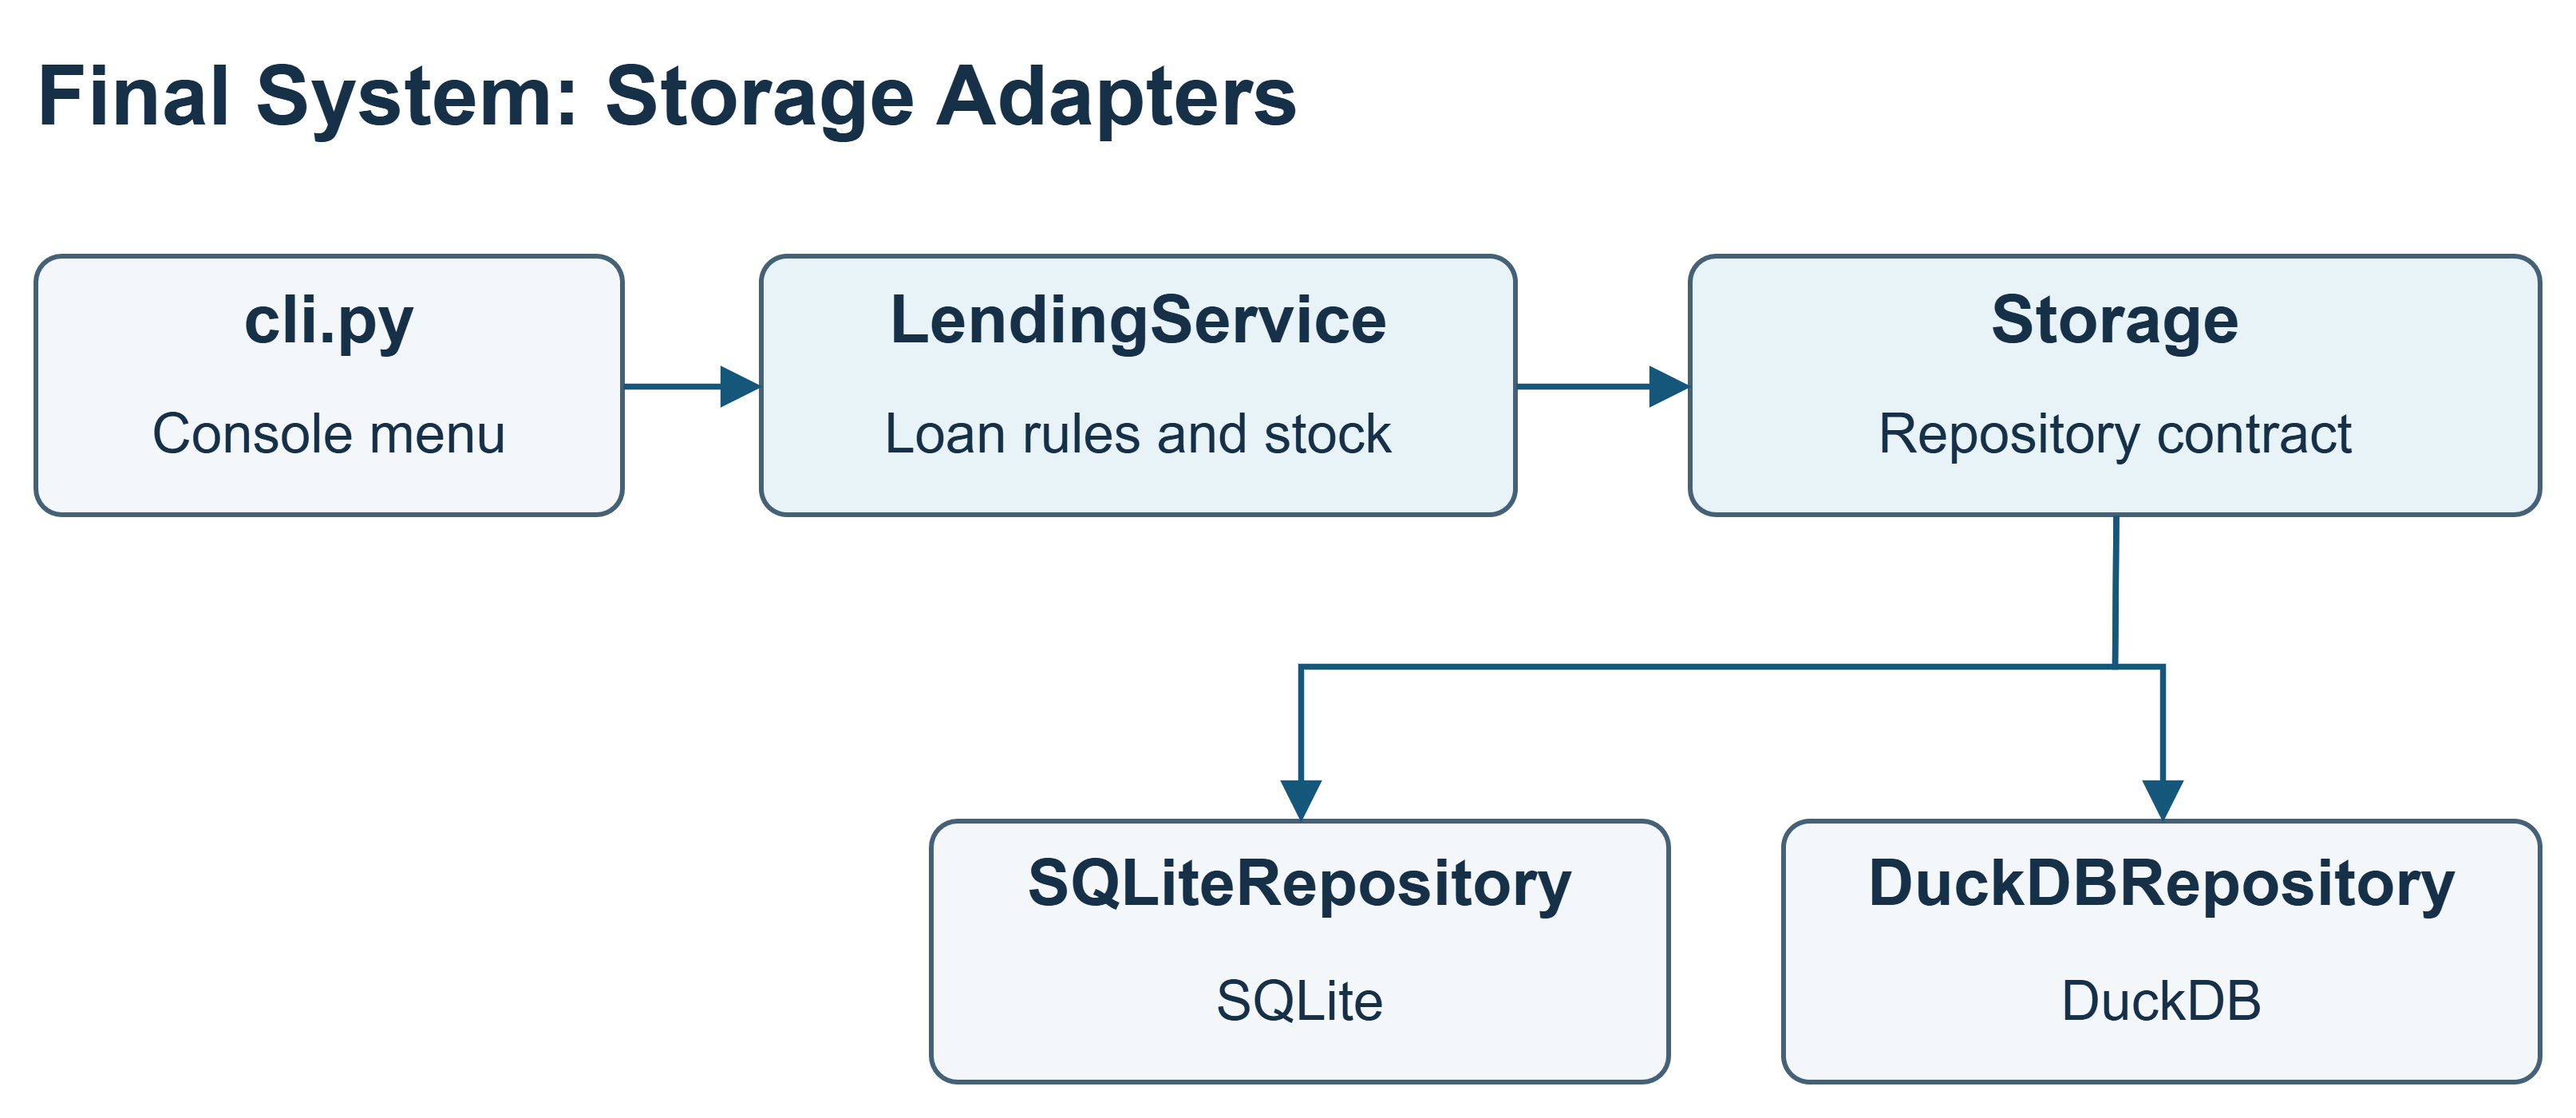 Final System: Storage Adapters
cli.py
Console menu
LendingService
Loan rules and stock
Storage
Repository contract
SQLiteRepository
SQLite
DuckDBRepository
DuckDB